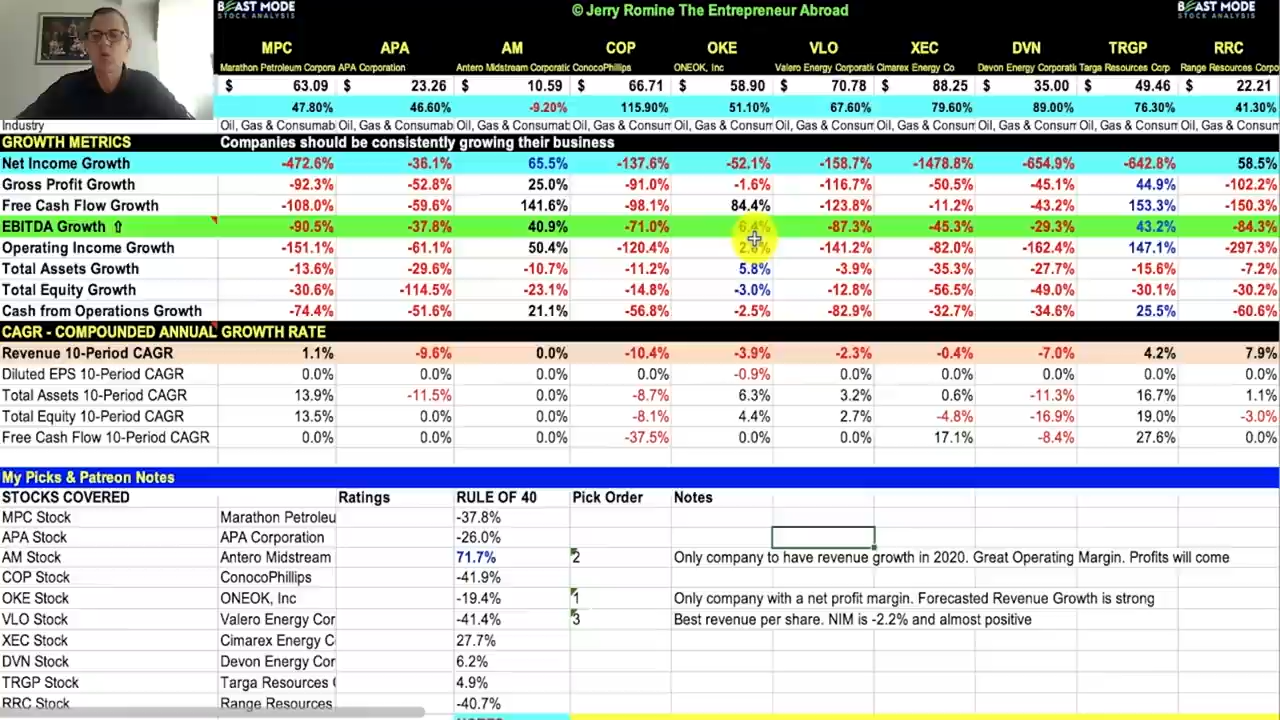 BEAST MODE
STOCK ANALYSIS
© Jerry Romine The Entrepreneur Abroad
BEAST MODE
STOCK ANALYSIS
MPC APA AM COP OKE VLO XEC DVN TRGP RRC
Marathon Petroleum Corpora APA Corporation Antero Midstream Corporatic ConocoPhillips ONEOK, Inc Valero Energy Corporatic Cimarex Energy Co Devon Energy Corporati Targa Resources Corp Range Resources Corpo
$ 63.09 $ 23.26 $ 10.59 $ 66.71 $ 58.90 $ 70.78 $ 88.25 $ 35.00 $ 49.46 $ 22.21
47.80% 46.60% -9.20% 115.90% 51.10% 67.60% 79.60% 89.00% 76.30% 41.30%
Industry Oil, Gas & Consumab Oil, Gas & Consumab Oil, Gas & Consumab Oil, Gas & Consum Oil, Gas & Consum Oil, Gas & Consum Oil, Gas & Consum Oil, Gas & Consum Oil, Gas & Consum Oil, Gas & Consum
GROWTH METRICS Companies should be consistently growing their business
Net Income Growth -472.6% -36.1% 65.5% -137.6% -52.1% -158.7% -1478.8% -654.9% -642.8% 58.5%
Gross Profit Growth -92.3% -52.8% 25.0% -91.0% -1.6% -116.7% -50.5% -45.1% 44.9% -102.2%
Free Cash Flow Growth -108.0% -59.6% 141.6% -98.1% 84.4% -123.8% -11.2% -43.2% 153.3% -150.3%
EBITDA Growth ⇧ -90.5% -37.8% 40.9% -71.0% 6.4% -87.3% -45.3% -29.3% 43.2% -84.3%
Operating Income Growth -151.1% -61.1% 50.4% -120.4% -141.2% -82.0% -162.4% 147.1% -297.3%
Total Assets Growth -13.6% -29.6% -10.7% -11.2% 5.8% -3.9% -35.3% -27.7% -15.6% -7.2%
Total Equity Growth -30.6% -114.5% -23.1% -14.8% -3.0% -12.8% -56.5% -49.0% -30.1% -30.2%
Cash from Operations Growth -74.4% -51.6% 21.1% -56.8% -2.5% -82.9% -32.7% -34.6% 25.5% -60.6%
CAGR - COMPOUNDED ANNUAL GROWTH RATE
Revenue 10-Period CAGR 1.1% -9.6% 0.0% -10.4% -3.9% -2.3% -0.4% -7.0% 4.2% 7.9%
Diluted EPS 10-Period CAGR 0.0% 0.0% 0.0% 0.0% -0.9% 0.0% 0.0% 0.0% 0.0% 0.0%
Total Assets 10-Period CAGR 13.9% -11.5% 0.0% -8.7% 6.3% 3.2% 0.6% -11.3% 16.7% 1.1%
Total Equity 10-Period CAGR 13.5% 0.0% 0.0% -8.1% 4.4% 2.7% -4.8% -16.9% 19.0% -3.0%
Free Cash Flow 10-Period CAGR 0.0% 0.0% 0.0% -37.5% 0.0% 0.0% 17.1% -8.4% 27.6% 0.0%
My Picks & Patreon Notes
STOCKS COVERED Ratings RULE OF 40 Pick Order Notes
MPC Stock Marathon Petroleu -37.8%
APA Stock APA Corporation -26.0%
AM Stock Antero Midstream 71.7% 2 Only company to have revenue growth in 2020. Great Operating Margin. Profits will come
COP Stock ConocoPhillips -41.9%
OKE Stock ONEOK, Inc -19.4% 1 Only company with a net profit margin. Forecasted Revenue Growth is strong
VLO Stock Valero Energy Cor -41.4% 3 Best revenue per share. NIM is -2.2% and almost positive
XEC Stock Cimarex Energy C 27.7%
DVN Stock Devon Energy Cor 6.2%
TRGP Stock Targa Resources 4.9%
RRC Stock Range Resources -40.7%